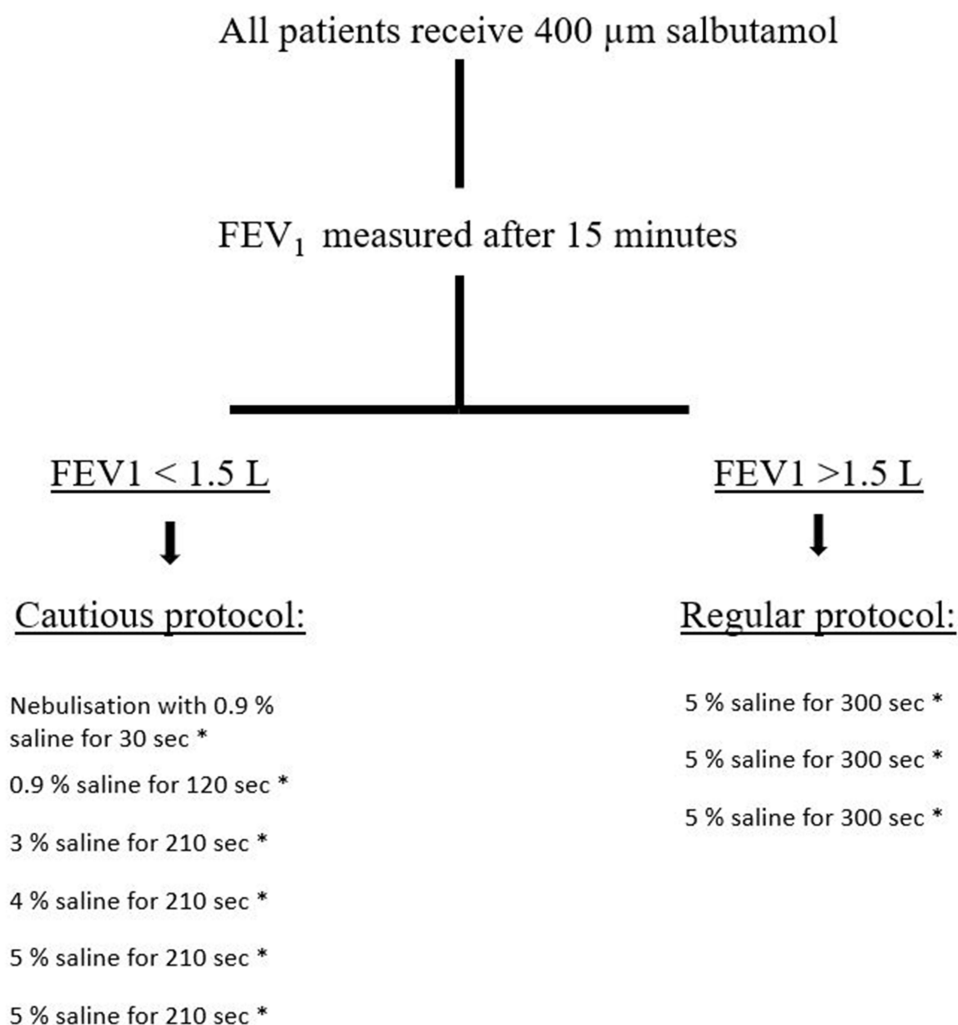 All patients receive 400 µm salbutamol
FEV₁ measured after 15 minutes
FEV1 < 1.5 L
Cautious protocol:
Nebulisation with 0.9 %
saline for 30 sec *
0.9 % saline for 120 sec *
3 % saline for 210 sec *
4 % saline for 210 sec *
5 % saline for 210 sec *
5 % saline for 210 sec *
FEV1 >1.5 L
Regular protocol:
5 % saline for 300 sec *
5 % saline for 300 sec *
5 % saline for 300 sec *